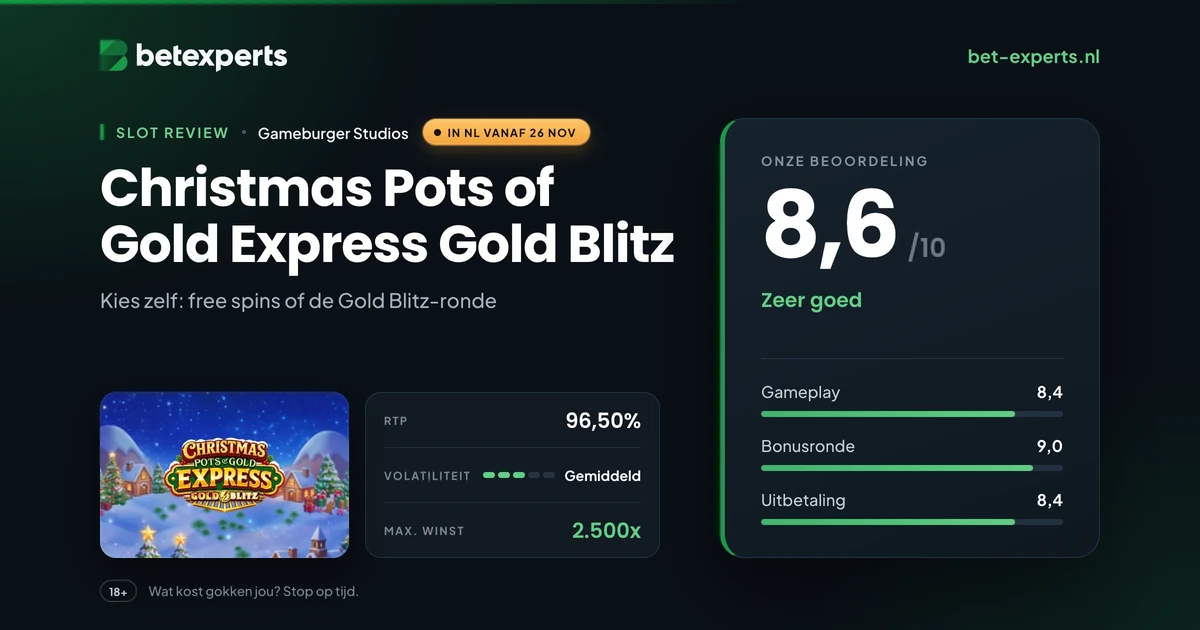 betexperts
bet-experts.nl
SLOT REVIEW • Gameburger Studios
IN NL VANAF 26 NOV
Christmas Pots of
Gold Express Gold Blitz
Kies zelf: free spins of de Gold Blitz-ronde
CHRISTMAS
POTS OF GOLD
EXPRESS
GOLD BLITZ
RTP 96,50%
VOLATILITEIT Gemiddeld
MAX. WINST 2.500x
ONZE BEOORDELING
8,6 /10
Zeer goed
Gameplay 8,4
Bonusronde 9,0
Uitbetaling 8,4
18+ Wat kost gokken jou? Stop op tijd.